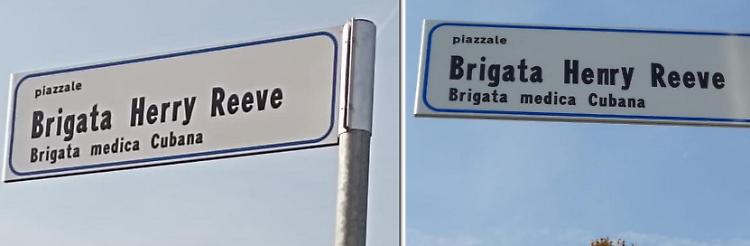 piazzale
Brigata Herry Reeve
Brigata medica Cubana
piazzale
Brigata Henry Reeve
Brigata medica Cubana